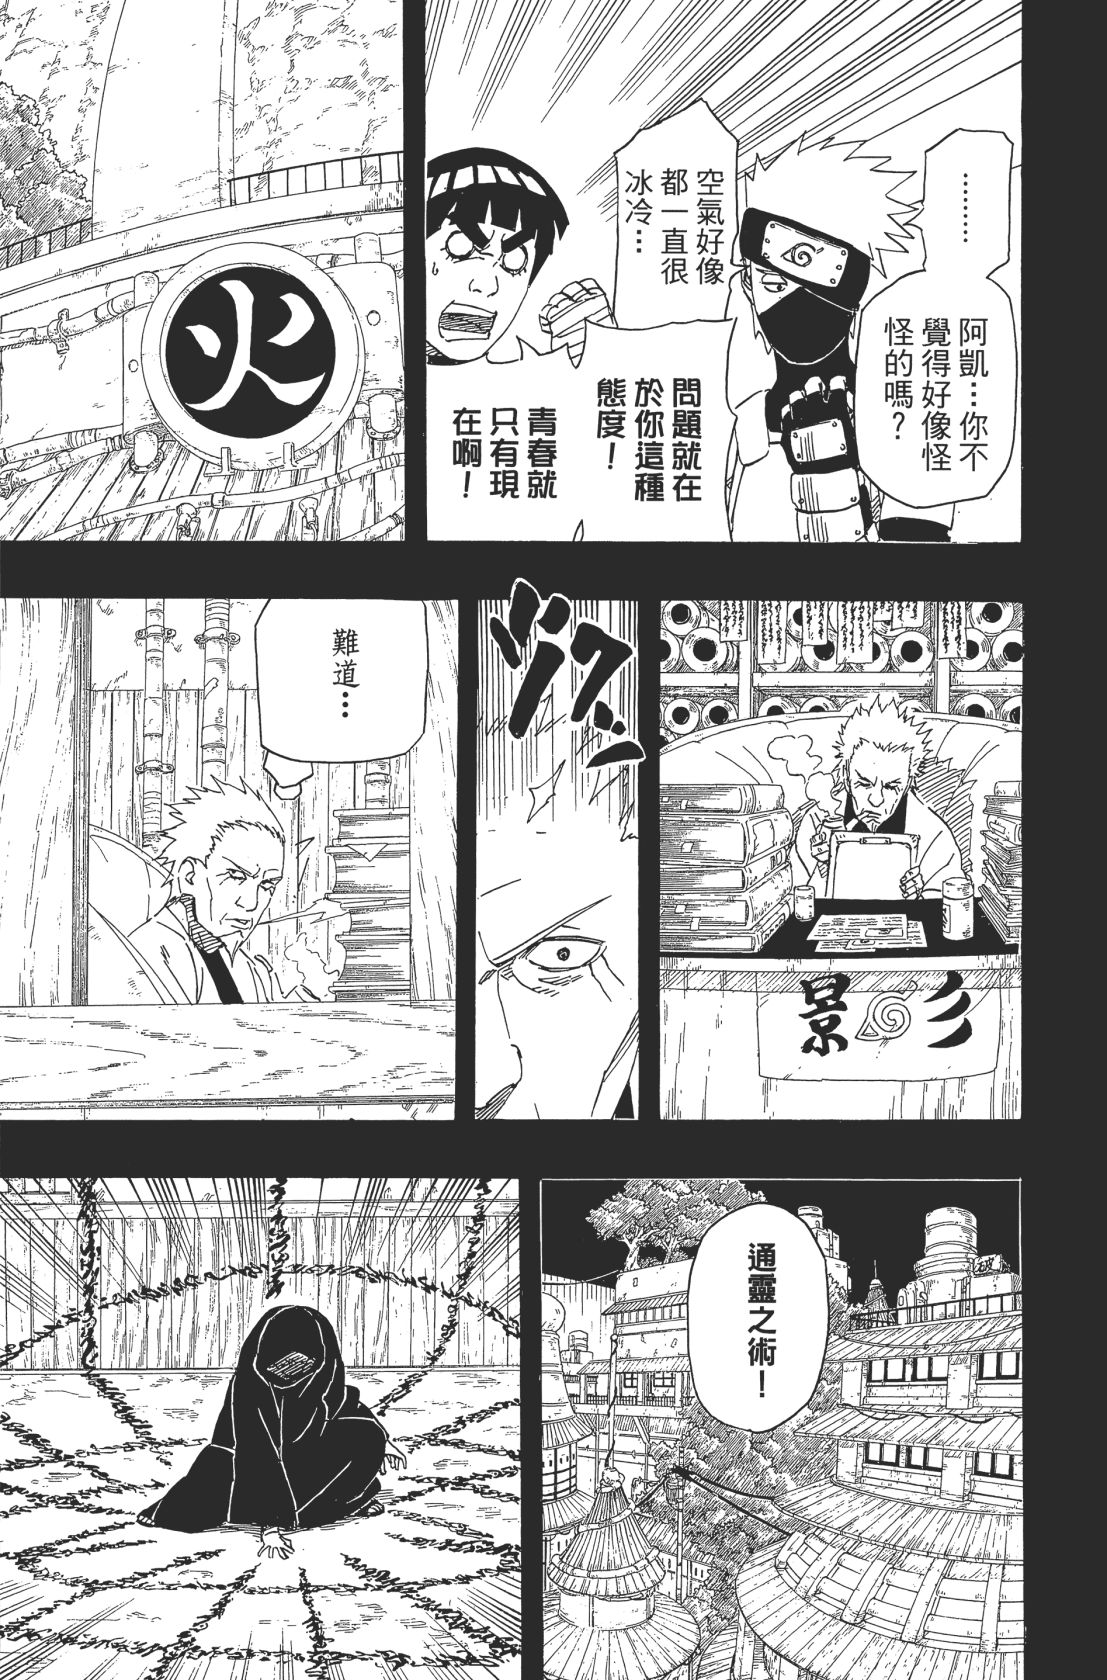 ………
阿凱…你不
覺得好像怪
怪的嗎？
空氣好像
都一直很
冰冷…
問題就在
於你這種
態度！
青春就
只有現
在啊！
火
影
ゾクッ
難道…
通靈之術！